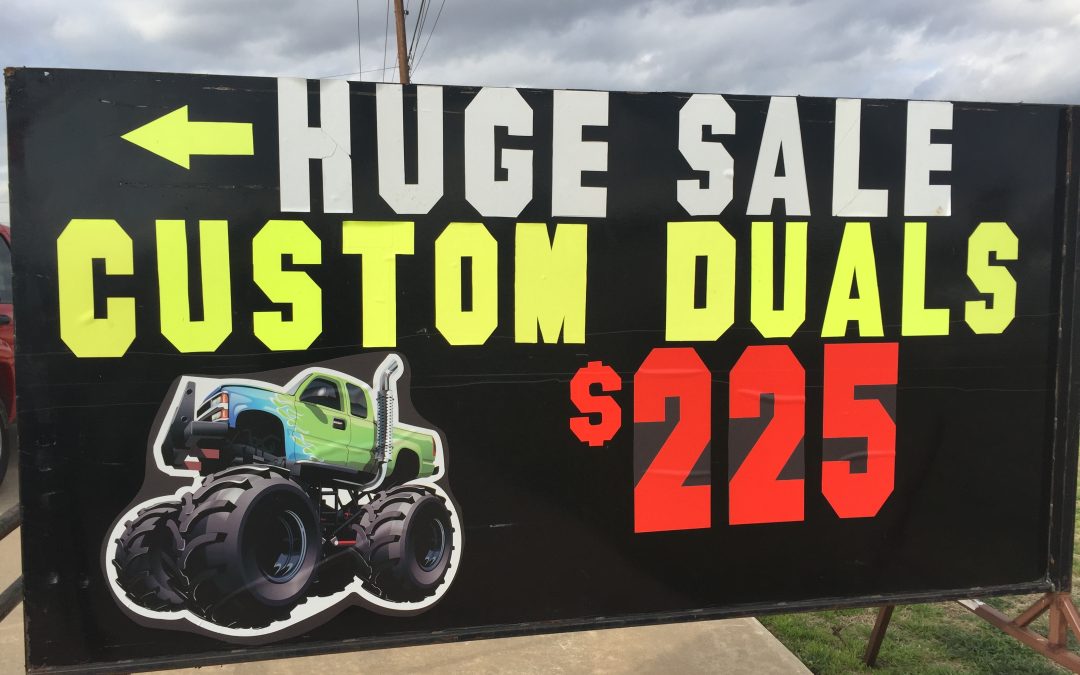 HUGE SALE
CUSTOM DUALS
$225